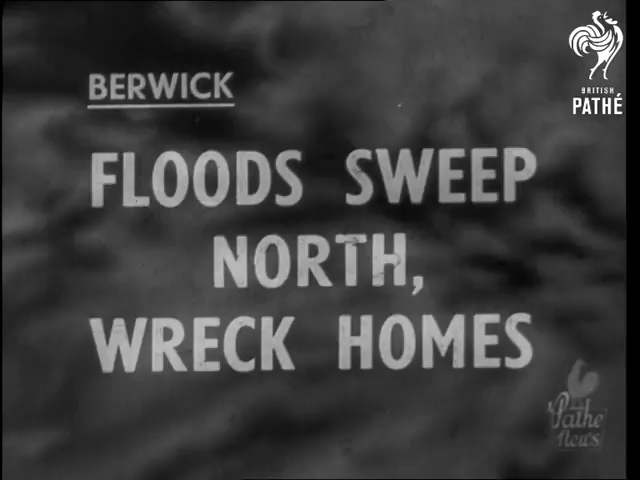 BERWICK
BRITISH
PATHÉ
FLOODS SWEEP
NORTH,
WRECK HOMES
Pathe
News